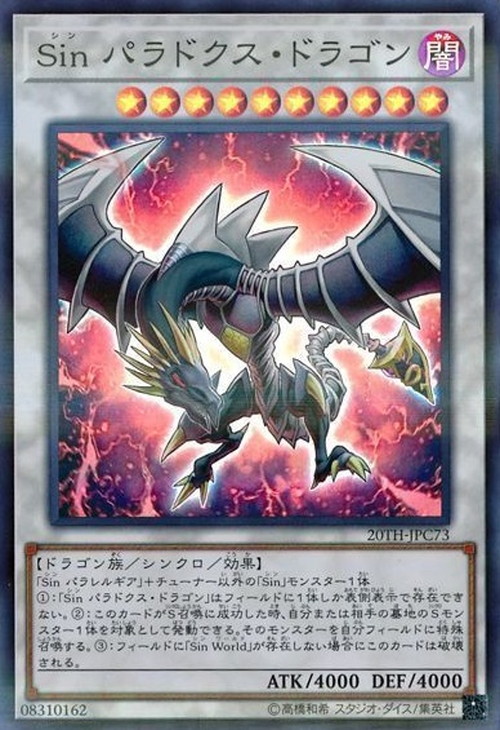 Sin パラドクス・ドラゴン 闇
20TH-JPC73
【ドラゴン族/シンクロ/効果】
「Sin パラレルギア」+チューナー以外の「Sin」モンスター1体
①:「Sin パラドクス・ドラゴン」はフィールドに1体しか表側表示で存在で
きない。②:このカードがS召喚に成功した時、自分または相手の墓地のSモ
ンスター1体を対象として発動できる。そのモンスターを自分フィールドに特殊
召喚する。③:フィールドに「Sin World」が存在しない場合にこのカードは破壊
される。
ATK/4000 DEF/4000
08310162
©高橋和希 スタジオ・ダイス/集英社